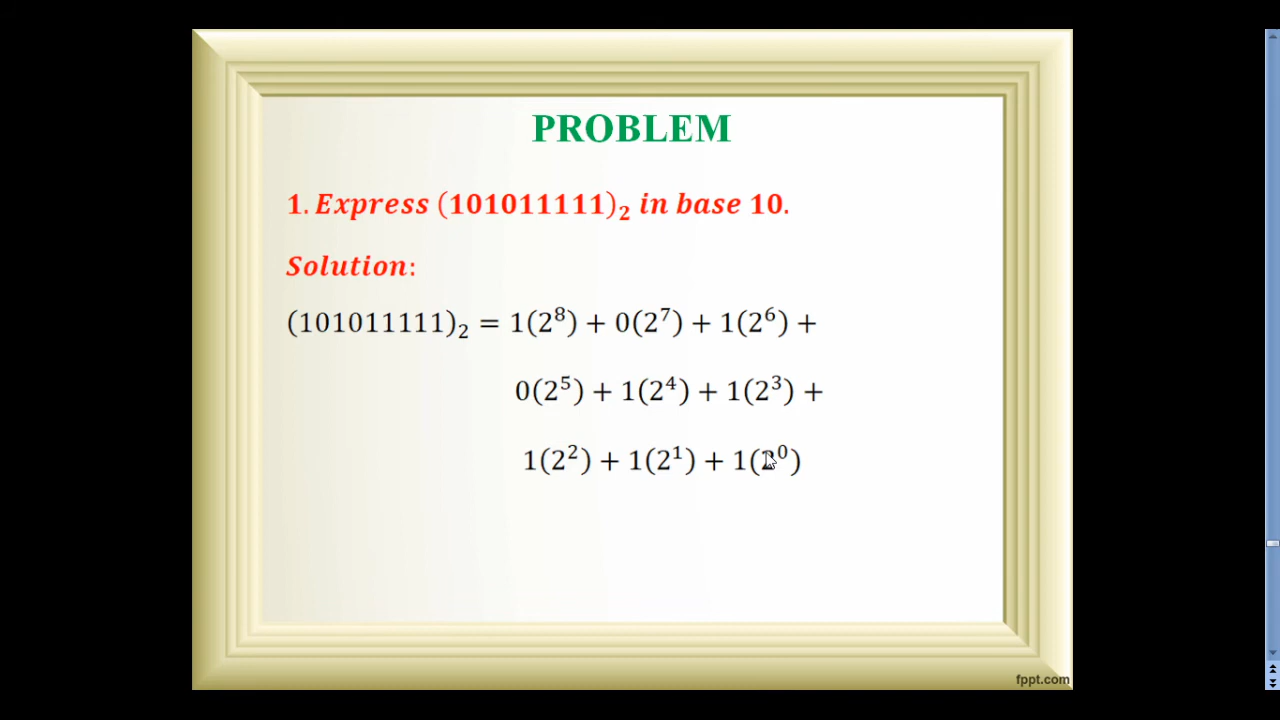 PROBLEM
1. Express (101011111)₂ in base 10.
Solution:
(101011111)₂ = 1(2⁸) + 0(2⁷) + 1(2⁶) +
0(2⁵) + 1(2⁴) + 1(2³) +
1(2²) + 1(2¹) + 1(2⁰)
fppt.com